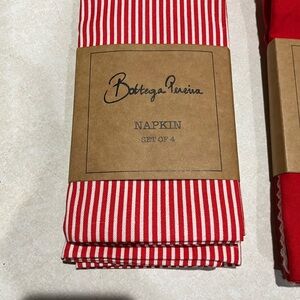 Bottega Pereira
NAPKIN
SET OF 4